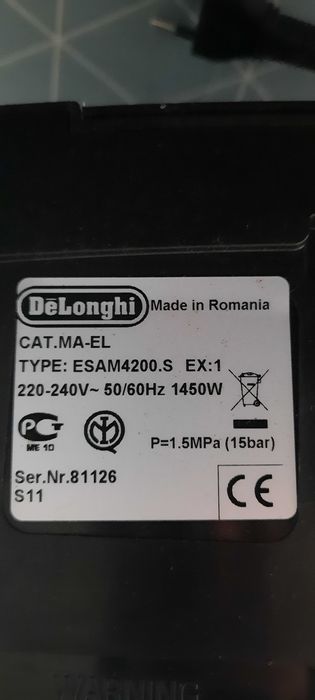 DeLonghi Made in Romania
CAT.MA-EL
TYPE: ESAM4200.S EX:1
220-240V~ 50/60Hz 1450W
ME 10
P=1.5MPa (15bar)
Ser.Nr.81126
S11
CE
WARNING